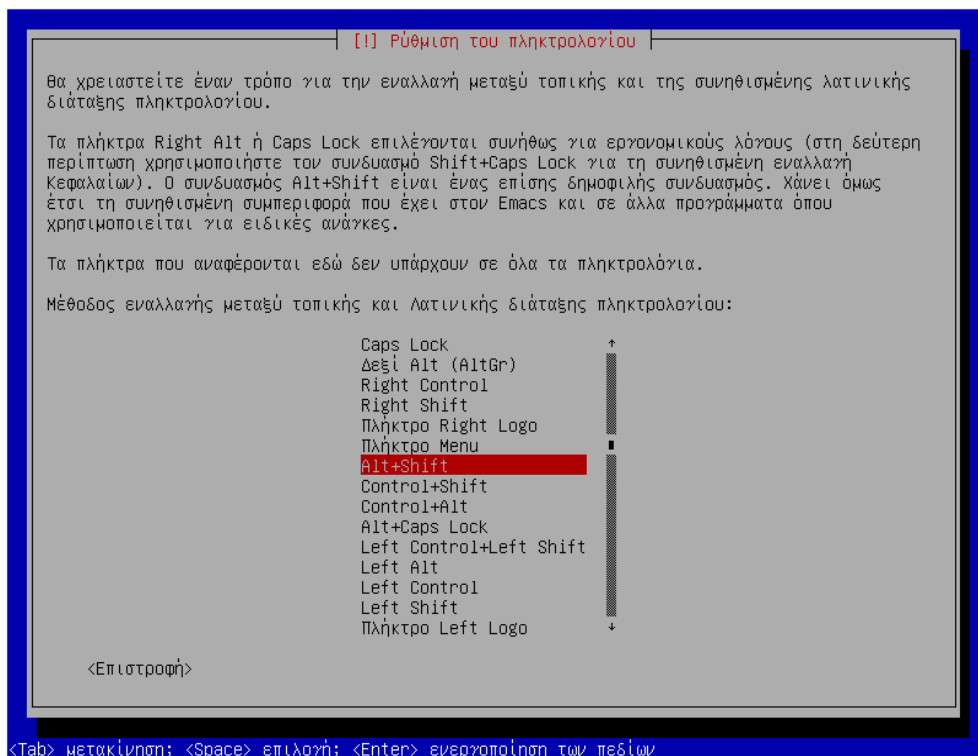 [!] Ρύθμιση του πληκτρολογίου
Θα χρειαστείτε έναν τρόπο για την εναλλαγή μεταξύ τοπικής και της συνηθισμένης λατινικής
διάταξης πληκτρολογίου.
Τα πλήκτρα Right Alt ή Caps Lock επιλέγονται συνήθως για εργονομικούς λόγους (στη δεύτερη
περίπτωση χρησιμοποιήστε τον συνδυασμό Shift+Caps Lock για τη συνηθισμένη εναλλαγή
Κεφαλαίων). Ο συνδυασμός Alt+Shift είναι ένας επίσης δημοφιλής συνδυασμός. Χάνει όμως
έτσι τη συνηθισμένη συμπεριφορά που έχει στον Emacs και σε άλλα προγράμματα όπου
χρησιμοποιείται για ειδικές ανάγκες.
Τα πλήκτρα που αναφέρονται εδώ δεν υπάρχουν σε όλα τα πληκτρολόγια.
Μέθοδος εναλλαγής μεταξύ τοπικής και Λατινικής διάταξης πληκτρολογίου:
Caps Lock
Δεξί Alt (AltGr)
Right Control
Right Shift
Πλήκτρο Right Logo
Πλήκτρο Menu
Alt+Shift
Control+Shift
Control+Alt
Alt+Caps Lock
Left Control+Left Shift
Left Alt
Left Control
Left Shift
Πλήκτρο Left Logo
<Επιστροφή>
<Tab> μετακίνηση; <Space> επιλογή; <Enter> ενεργοποίηση των πεδίων